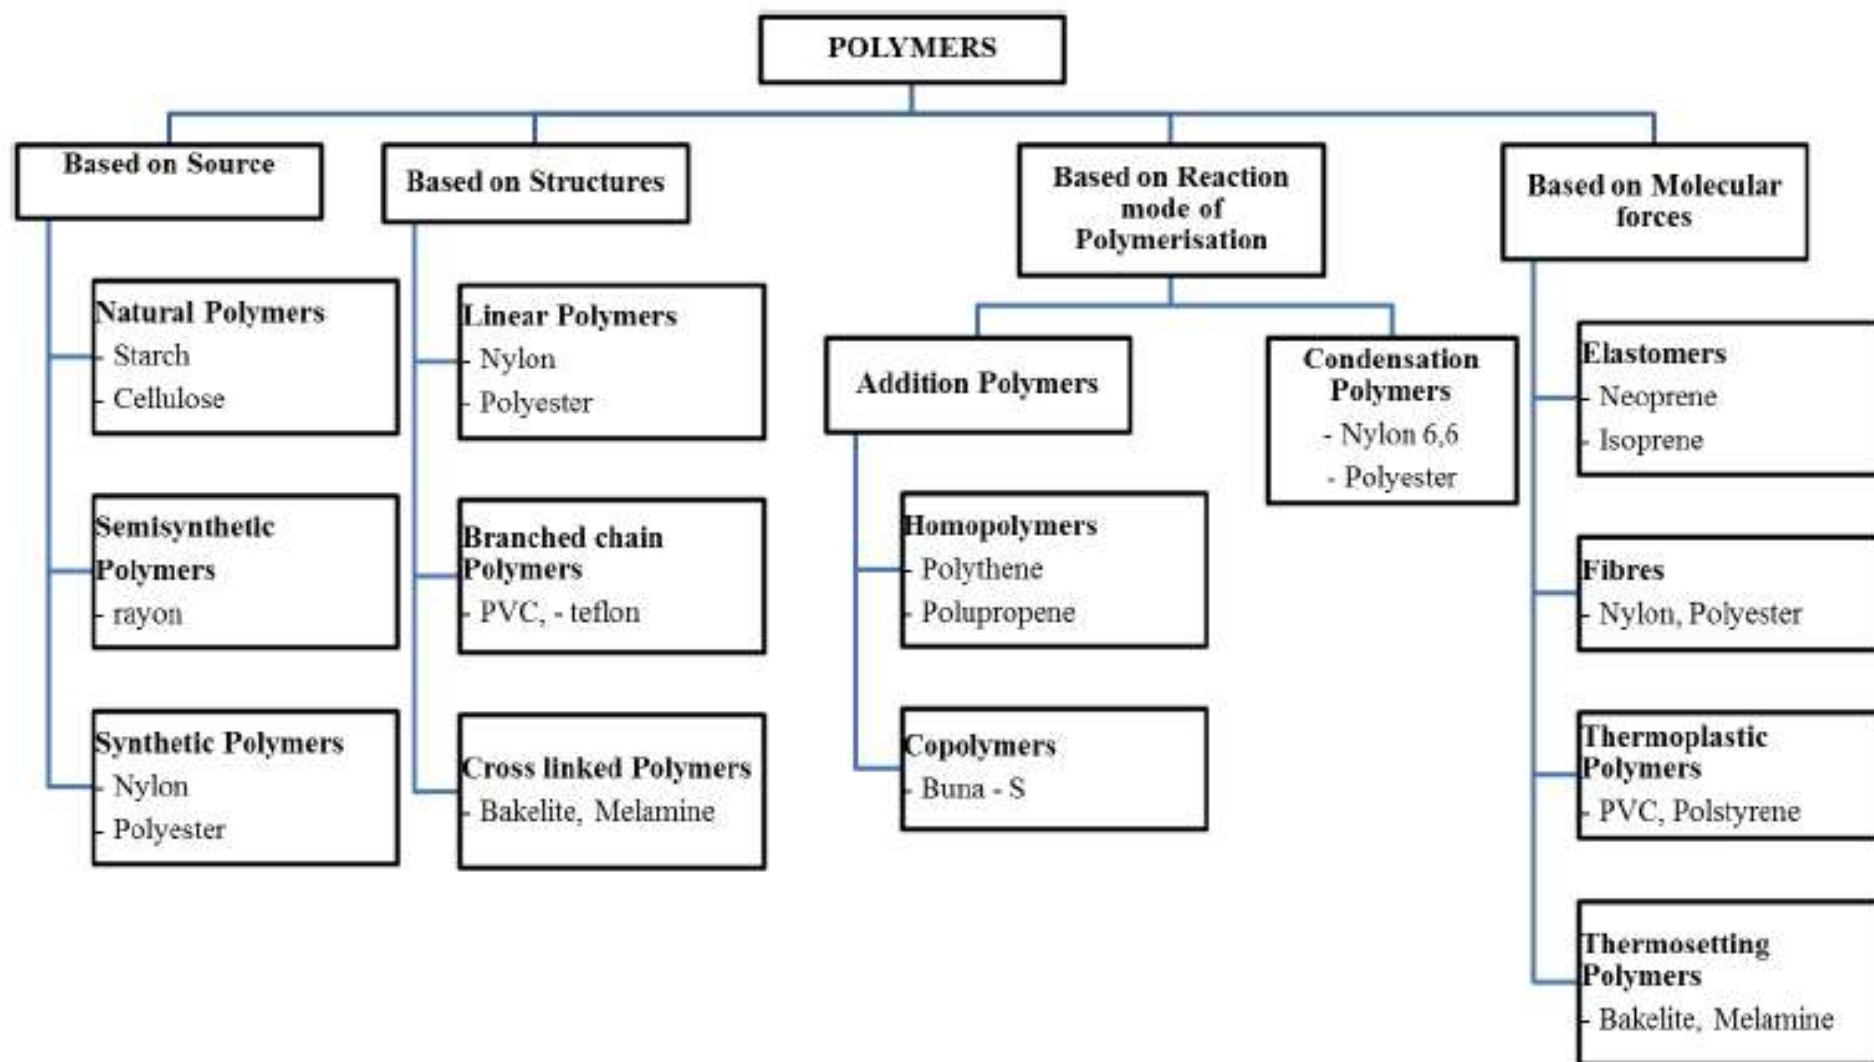 POLYMERS
Based on Source
Natural Polymers
- Starch
- Cellulose
Semisynthetic
Polymers
- rayon
Synthetic Polymers
- Nylon
- Polyester
Based on Structures
Linear Polymers
- Nylon
- Polyester
Branched chain
Polymers
- PVC, - teflon
Cross linked Polymers
- Bakelite, Melamine
Based on Reaction
mode of
Polymerisation
Addition Polymers
Homopolymers
- Polythene
- Polupropene
Copolymers
- Buna - S
Condensation
Polymers
- Nylon 6,6
- Polyester
Based on Molecular
forces
Elastomers
- Neoprene
- Isoprene
Fibres
- Nylon, Polyester
Thermoplastic
Polymers
- PVC, Polstyrene
Thermosetting
Polymers
- Bakelite, Melamine